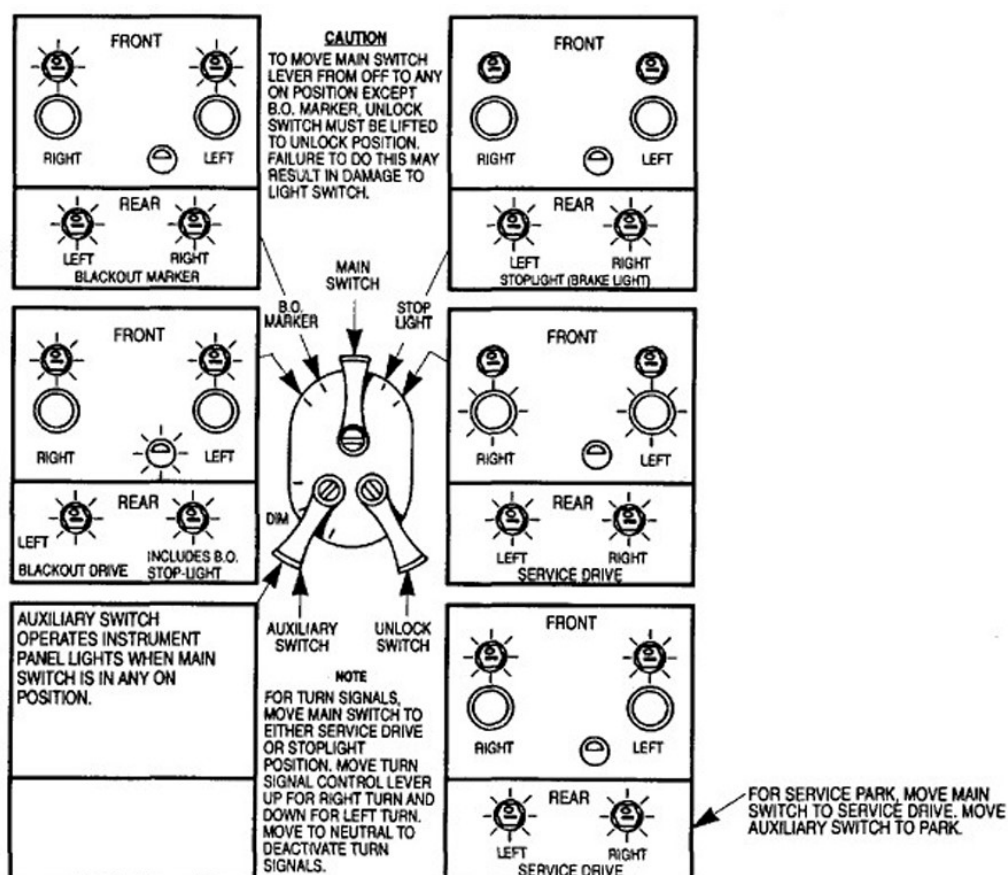 FRONT
RIGHT
LEFT
REAR
LEFT
RIGHT
BLACKOUT MARKER
CAUTION
TO MOVE MAIN SWITCH
LEVER FROM OFF TO ANY
ON POSITION EXCEPT
B.O. MARKER, UNLOCK
SWITCH MUST BE LIFTED
TO UNLOCK POSITION.
FAILURE TO DO THIS MAY
RESULT IN DAMAGE TO
LIGHT SWITCH.
FRONT
RIGHT
LEFT
REAR
LEFT
RIGHT
STOPLIGHT (BRAKE LIGHT)
MAIN
SWITCH
B.O.
MARKER
STOP
LIGHT
FRONT
RIGHT
LEFT
REAR
LEFT
BLACKOUT DRIVE
INCLUDES B.O.
STOP-LIGHT
DIM
FRONT
RIGHT
LEFT
REAR
LEFT
RIGHT
SERVICE DRIVE
AUXILIARY SWITCH
OPERATES INSTRUMENT
PANEL LIGHTS WHEN MAIN
SWITCH IS IN ANY ON
POSITION.
AUXILIARY
SWITCH
UNLOCK
SWITCH
NOTE
FOR TURN SIGNALS,
MOVE MAIN SWITCH TO
EITHER SERVICE DRIVE
OR STOPLIGHT
POSITION. MOVE TURN
SIGNAL CONTROL LEVER
UP FOR RIGHT TURN AND
DOWN FOR LEFT TURN.
MOVE TO NEUTRAL TO
DEACTIVATE TURN
SIGNALS.
FRONT
RIGHT
LEFT
REAR
LEFT
RIGHT
SERVICE DRIVE
FOR SERVICE PARK, MOVE MAIN
SWITCH TO SERVICE DRIVE. MOVE
AUXILIARY SWITCH TO PARK.